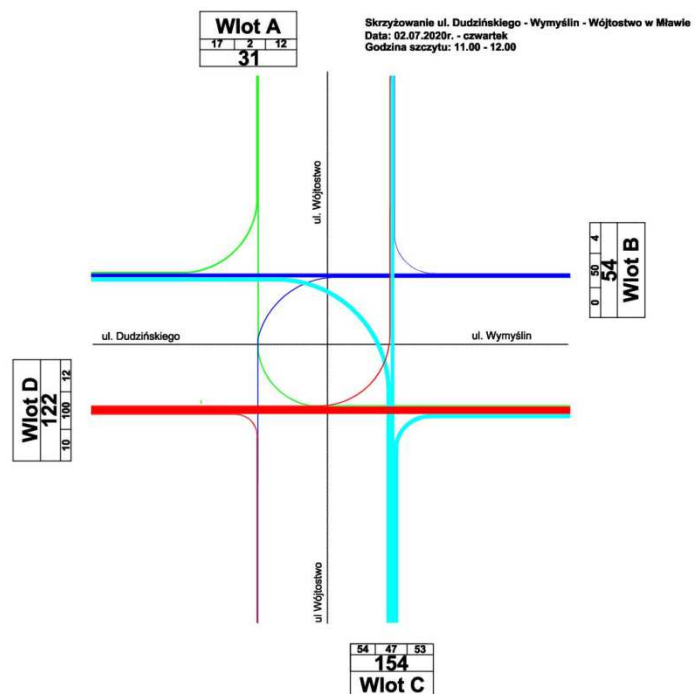 Wlot A
17 2 12
31
Skrzyżowanie ul. Dudzińskiego - Wymyślin - Wójtostwo w Mławie
Data: 02.07.2020r. - czwartek
Godzina szczytu: 11.00 - 12.00
ul. Wójtostwo
0 50 4
54
Wlot B
ul. Dudzińskiego
ul. Wymyślin
Wlot D
122
10 100 12
ul Wójtostwo
54 47 53
154
Wlot C